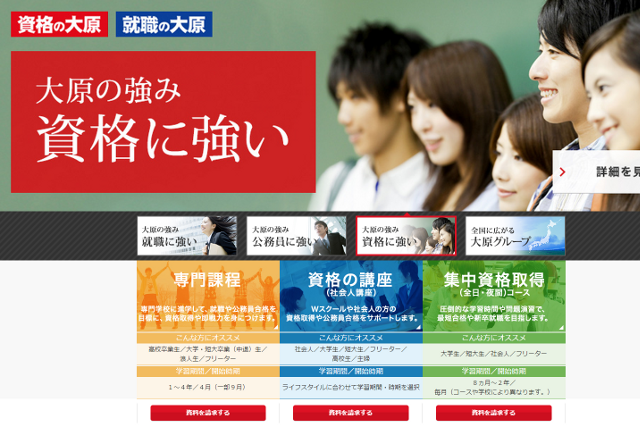 資格の大原 就職の大原
大原の強み
資格に強い
詳細を見
大原の強み
就職に強い
大原の強み
公務員に強い
大原の強み
資格に強い
全国に広がる
大原グループ
専門課程
専門学校に進学して、就職や公務員合格を
目標に、資格取得や即戦力を身につけます。
こんな方にオススメ
高校卒業生／大学・短大卒業（中退）生／
浪人生／フリーター
学習期間／開始時期
1～4年／4月（一部9月）
資料を請求する
資格の講座
（社会人講座）
Wスクールや社会人の方の
資格取得や公務員合格をサポートします。
こんな方にオススメ
社会人／大学生／短大生／フリーター／
高校生／主婦
学習期間／開始時期
ライフスタイルに合わせて学習期間・時期を選択
資料を請求する
集中資格取得
（全日・夜間）コース
圧倒的な学習時間や問題演習で、
最短合格や新卒就職を目指します。
こんな方にオススメ
大学生／短大生／社会人／フリーター
学習期間／開始時期
8ヵ月～2年／
毎月（コースや学校により異なります。）
資料を請求する